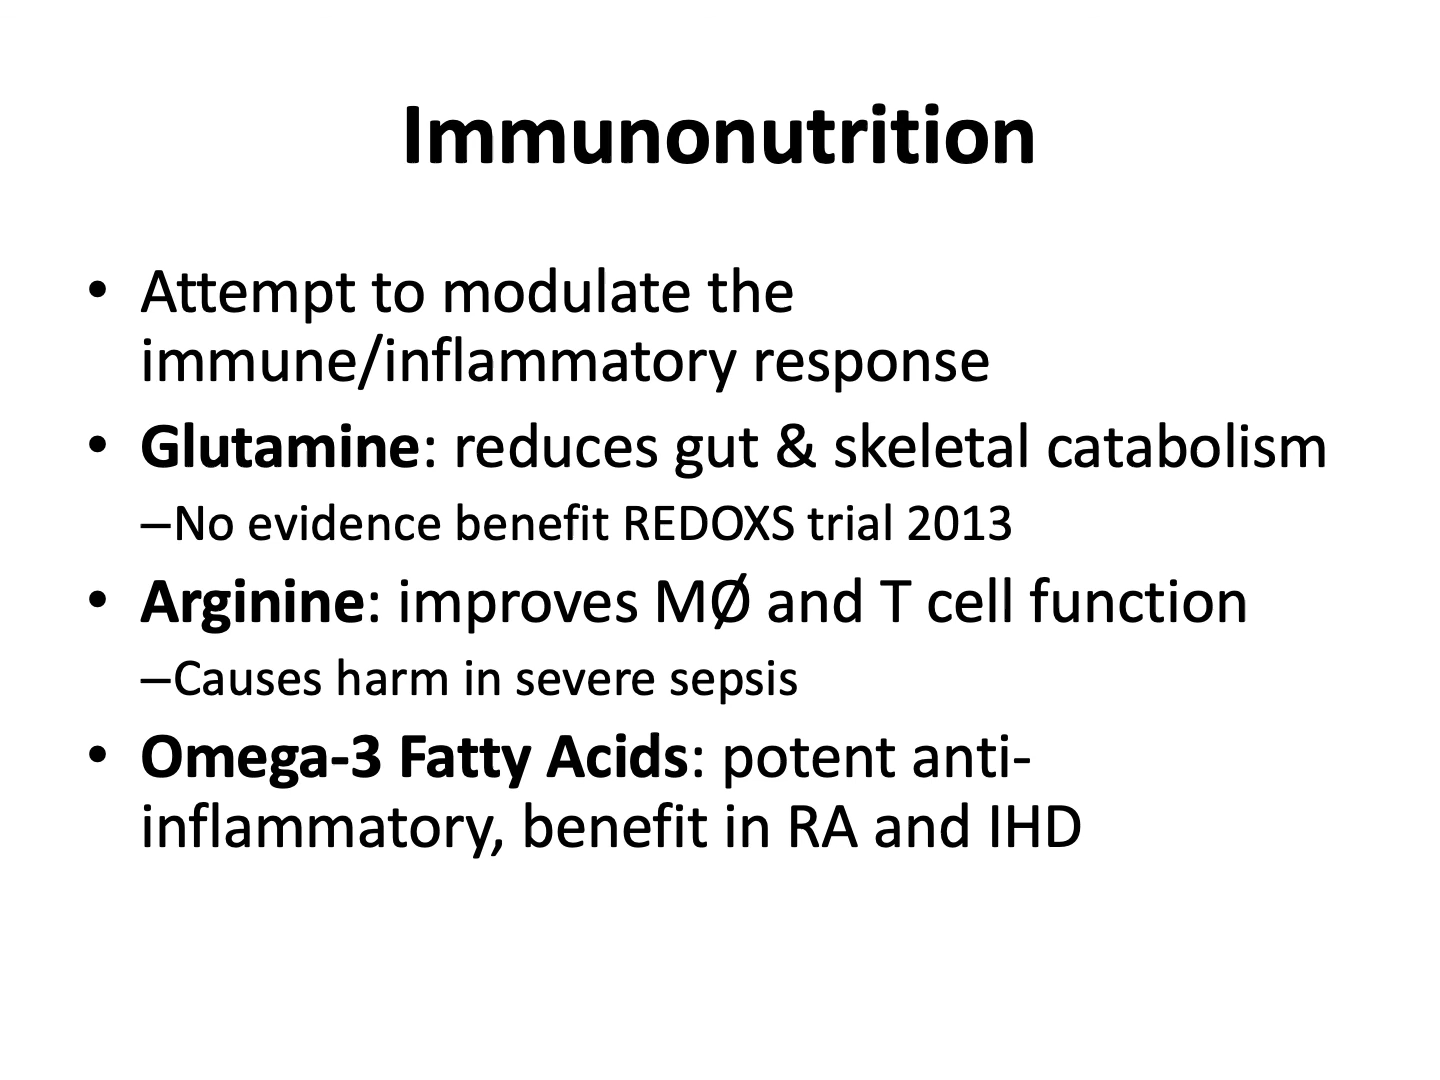 Immunonutrition
• Attempt to modulate the
immune/inflammatory response
• Glutamine: reduces gut & skeletal catabolism
–No evidence benefit REDOXS trial 2013
• Arginine: improves MØ and T cell function
–Causes harm in severe sepsis
• Omega-3 Fatty Acids: potent anti-
inflammatory, benefit in RA and IHD